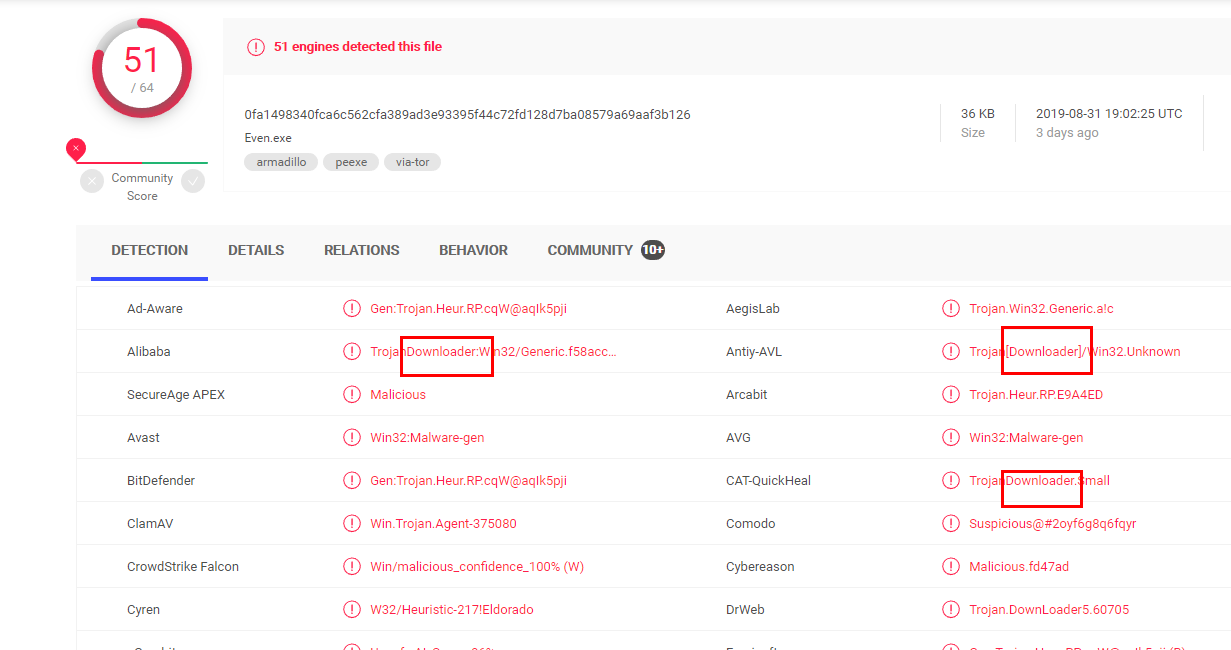 51
/ 64
Community
Score
51 engines detected this file
0fa1498340fca6c562cfa389ad3e93395f44c72fd128d7ba08579a69aaf3b126
Even.exe
armadillo peexe via-tor
36 KB
Size
2019-08-31 19:02:25 UTC
3 days ago
DETECTION DETAILS RELATIONS BEHAVIOR COMMUNITY 10+
Ad-Aware Gen:Trojan.Heur.RP.cqW@aqIk5pji AegisLab Trojan.Win32.Generic.a!c
Alibaba TrojanDownloader:Win32/Generic.f58acc... Antiy-AVL Trojan[Downloader]/Win32.Unknown
SecureAge APEX Malicious Arcabit Trojan.Heur.RP.E9A4ED
Avast Win32:Malware-gen AVG Win32:Malware-gen
BitDefender Gen:Trojan.Heur.RP.cqW@aqIk5pji CAT-QuickHeal TrojanDownloader.Small
ClamAV Win.Trojan.Agent-375080 Comodo Suspicious@#2oyf6g8q6fqyr
CrowdStrike Falcon Win/malicious_confidence_100% (W) Cybereason Malicious.fd47ad
Cyren W32/Heuristic-217!Eldorado DrWeb Trojan.DownLoader5.60705